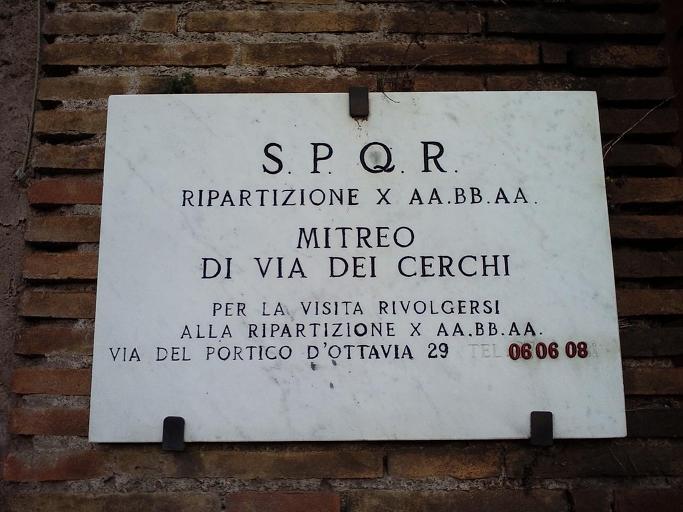 S. P. Q. R.
RIPARTIZIONE X AA.BB.AA.
MITREO
DI VIA DEI CERCHI
PER LA VISITA RIVOLGERSI
ALLA RIPARTIZIONE X AA.BB.AA.
VIA DEL PORTICO D'OTTAVIA 29 TEL 06 06 08